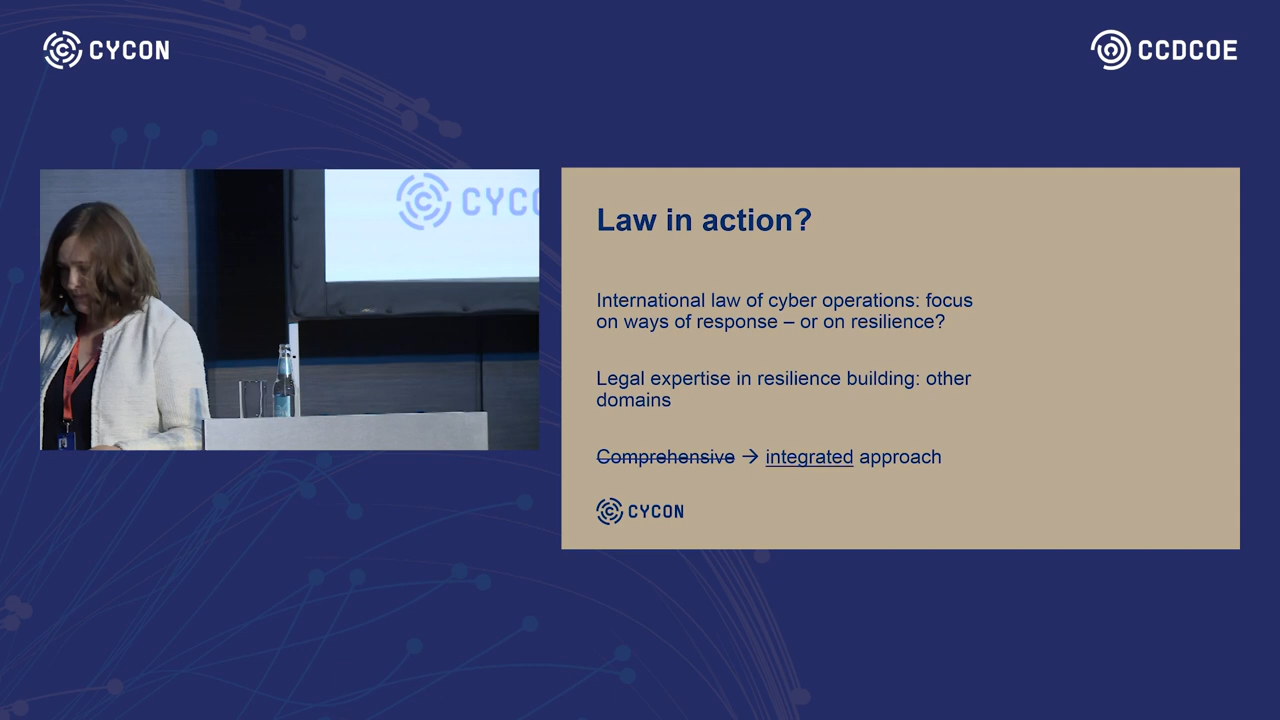 CYCON
CCDCOE
CYC
Law in action?
International law of cyber operations: focus
on ways of response – or on resilience?
Legal expertise in resilience building: other
domains
Comprehensive → integrated approach
CYCON